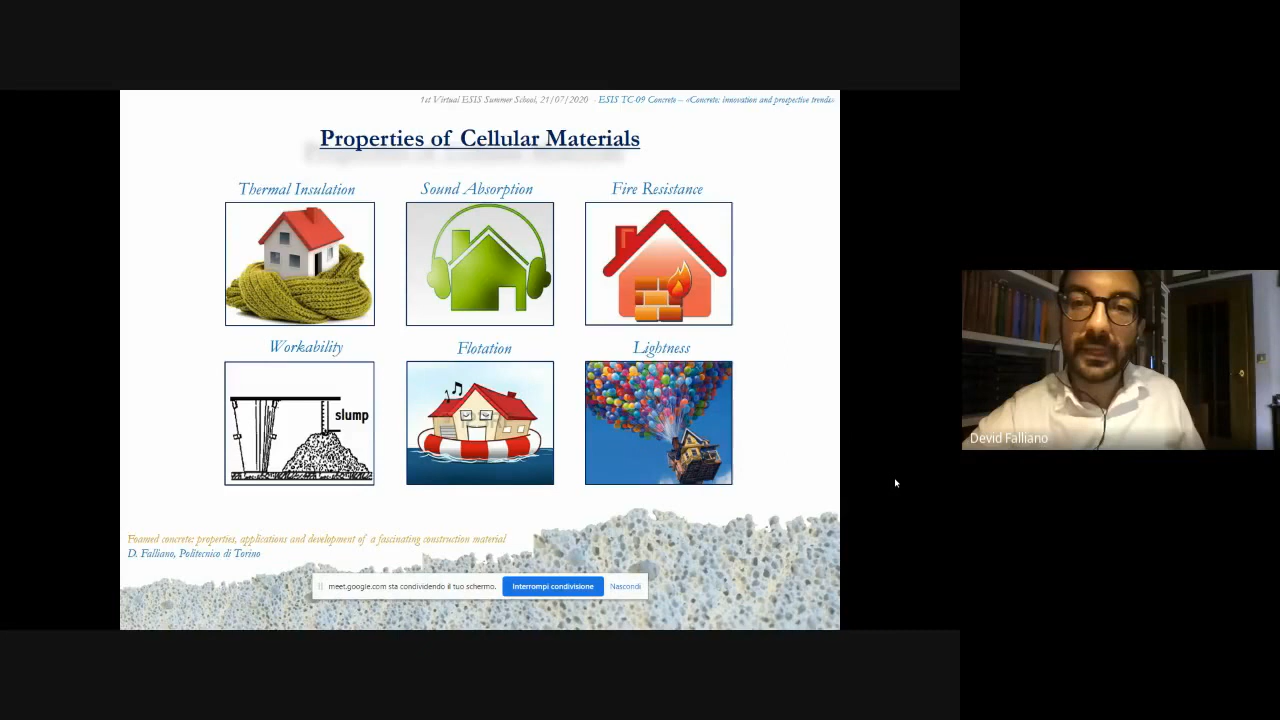 1st Virtual ESIS Summer School, 21/07/2020 - ESIS TC-09 Concrete – «Concrete: innovation and prospective trends»
Properties of Cellular Materials
Thermal Insulation
Sound Absorption
Fire Resistance
Workability
Flotation
Lightness
slump
Foamed concrete: properties, applications and development of a fascinating construction material
D. Falliano, Politecnico di Torino
meet.google.com sta condividendo il tuo schermo.
Interrompi condivisione
Nascondi
Devid Falliano